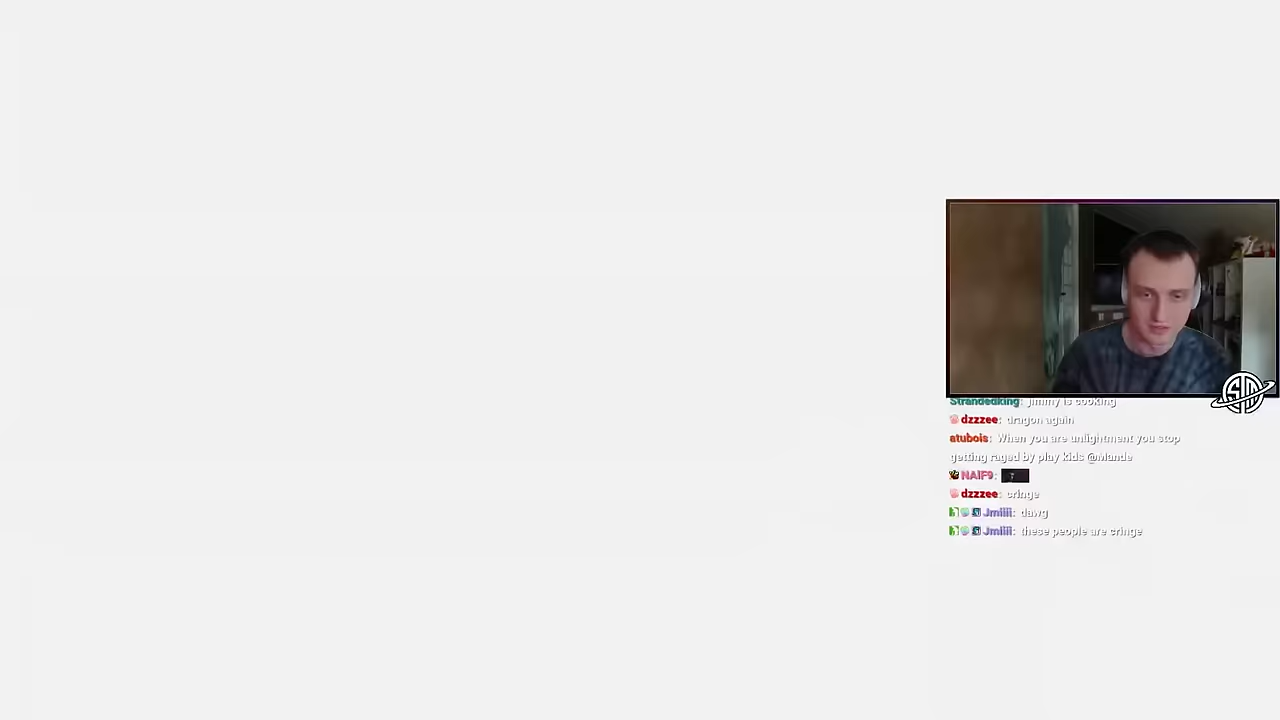 Strandedking: jimmy is cooking
dzzzee: dragon again
atubois: When you are unlightment you stop
getting raged by play kids @Mande
NAIF9:
dzzzee: cringe
Jmiiii: dawg
Jmiiii: these people are cringe
TSM